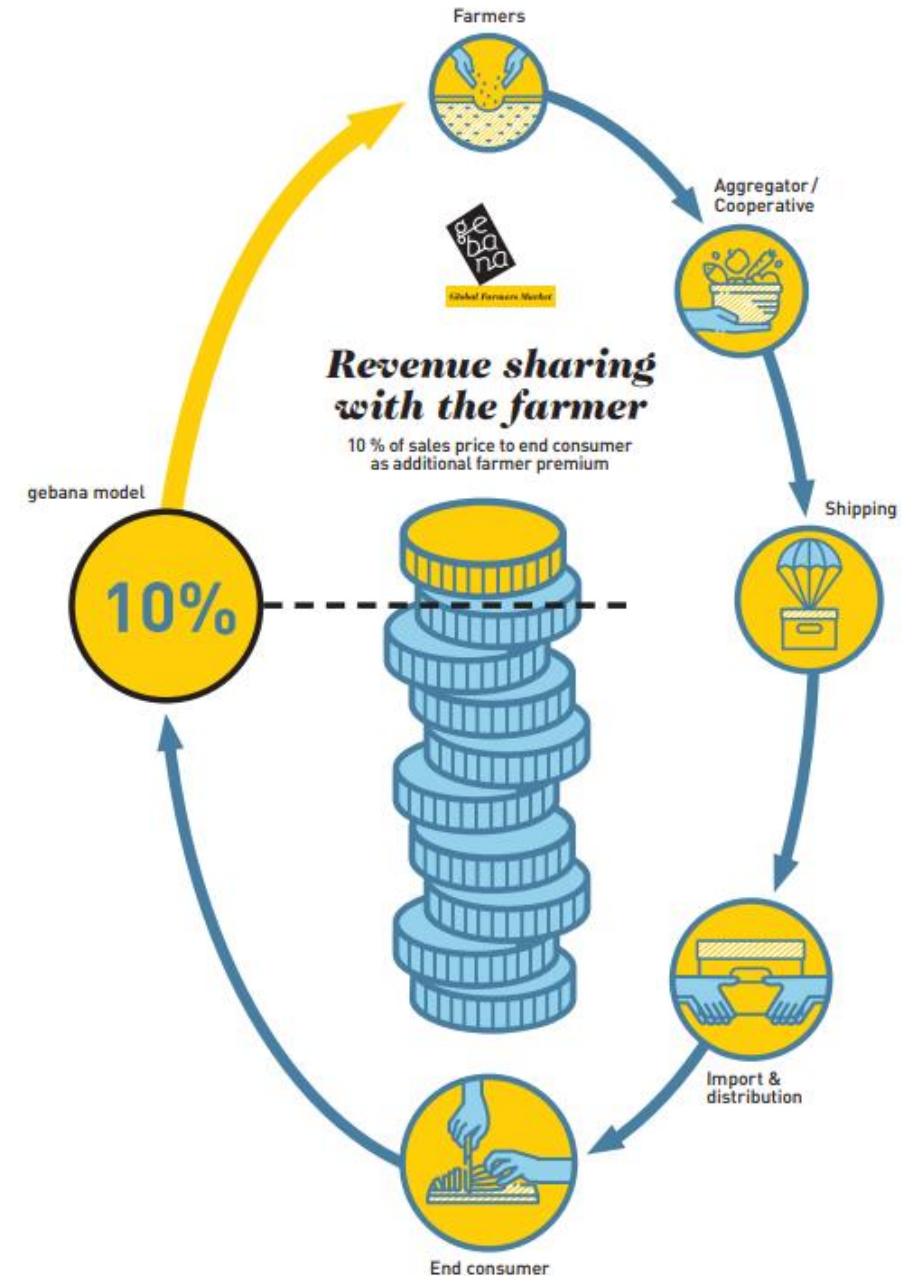 Farmers
Aggregator /
Cooperative
gebana
Global Farmers Market
Revenue sharing
with the farmer
10 % of sales price to end consumer
as additional farmer premium
gebana model
Shipping
10%
Import &
distribution
End consumer